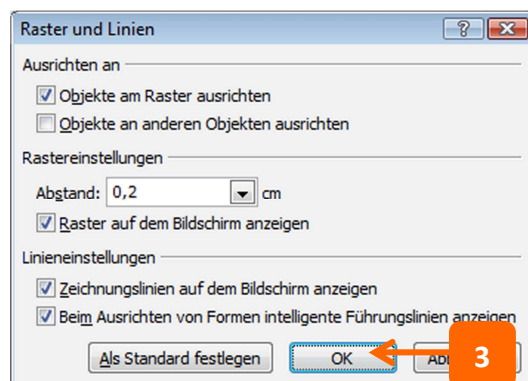 Raster und Linien
Ausrichten an
Objekte am Raster ausrichten
Objekte an anderen Objekten ausrichten
Rastereinstellungen
Abstand: 0,2 cm
Raster auf dem Bildschirm anzeigen
Linieneinstellungen
Zeichnungslinien auf dem Bildschirm anzeigen
Beim Ausrichten von Formen intelligente Führungslinien anzeigen
Als Standard festlegen OK 3